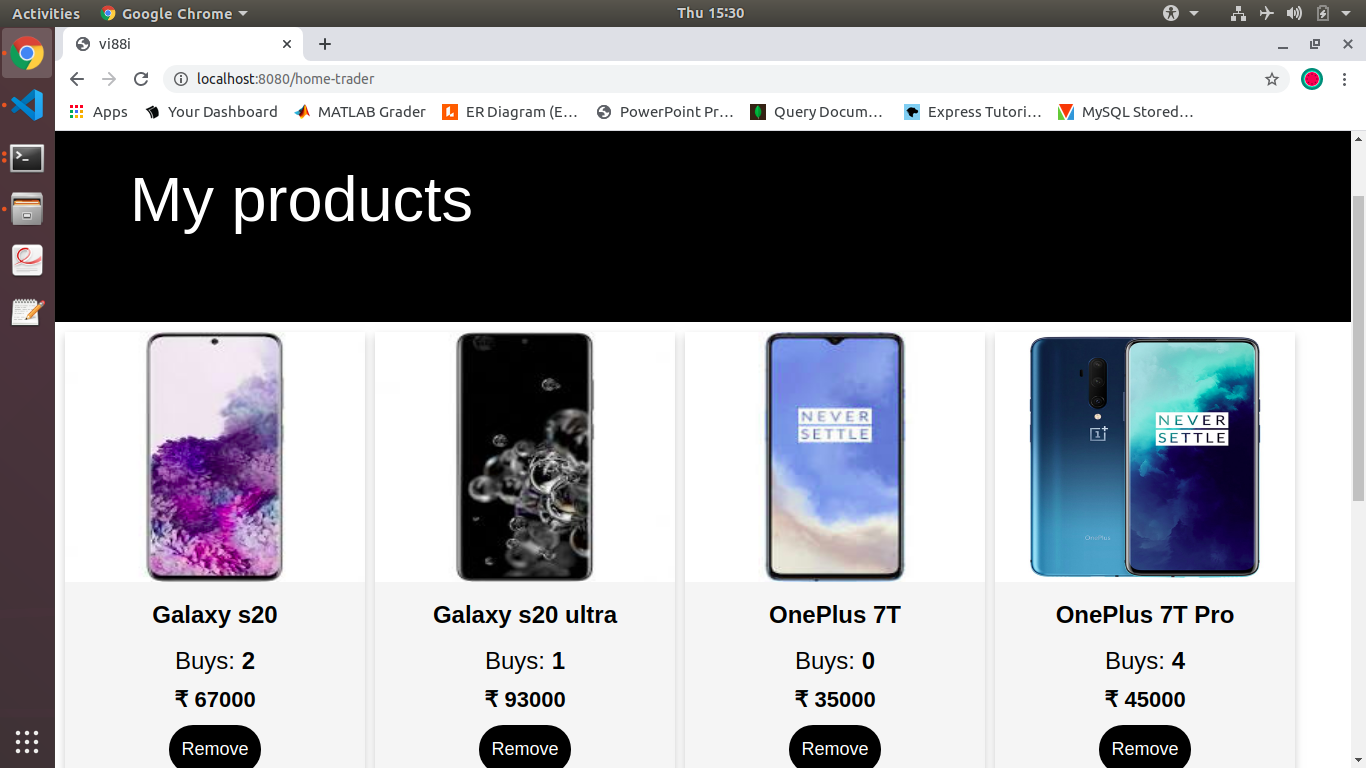 Activities Google Chrome Thu 15:30
vi88i
localhost:8080/home-trader
Apps Your Dashboard MATLAB Grader ER Diagram (E... PowerPoint Pr... Query Docum... Express Tutori... MySQL Stored...
My products
NEVER
SETTLE
NEVER
SETTLE
1+
OnePlus
Galaxy s20 Galaxy s20 ultra OnePlus 7T OnePlus 7T Pro
Buys: 2 Buys: 1 Buys: 0 Buys: 4
₹ 67000 ₹ 93000 ₹ 35000 ₹ 45000
Remove Remove Remove Remove